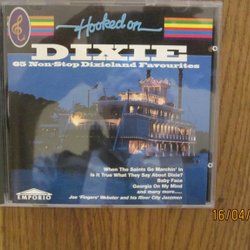 Hooked on...
DIXIE
65 Non-Stop Dixieland Favourites
When The Saints Go Marchin' In
Is It True What They Say About Dixie?
Baby Face
Georgia On My Mind
and many more.....
Joe 'Fingers' Webster and his River City Jazzmen
EMPORIO
16/04